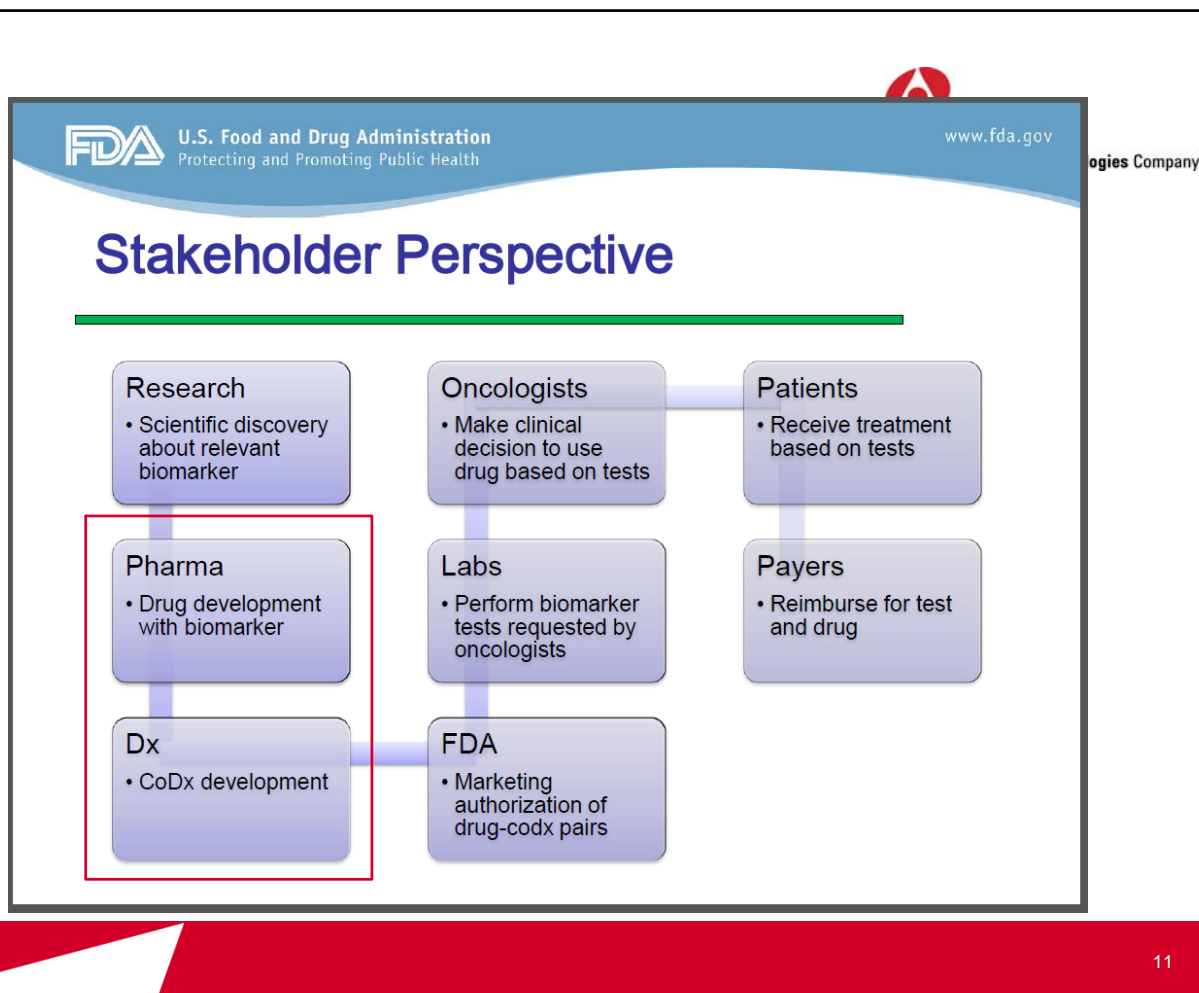 FDA
U.S. Food and Drug Administration
Protecting and Promoting Public Health
www.fda.gov
ogies Company
Stakeholder Perspective
Research
• Scientific discovery
about relevant
biomarker
Pharma
• Drug development
with biomarker
Dx
• CoDx development
FDA
• Marketing
authorization of
drug-codx pairs
Labs
• Perform biomarker
tests requested by
oncologists
Oncologists
• Make clinical
decision to use
drug based on tests
Patients
• Receive treatment
based on tests
Payers
• Reimburse for test
and drug
11